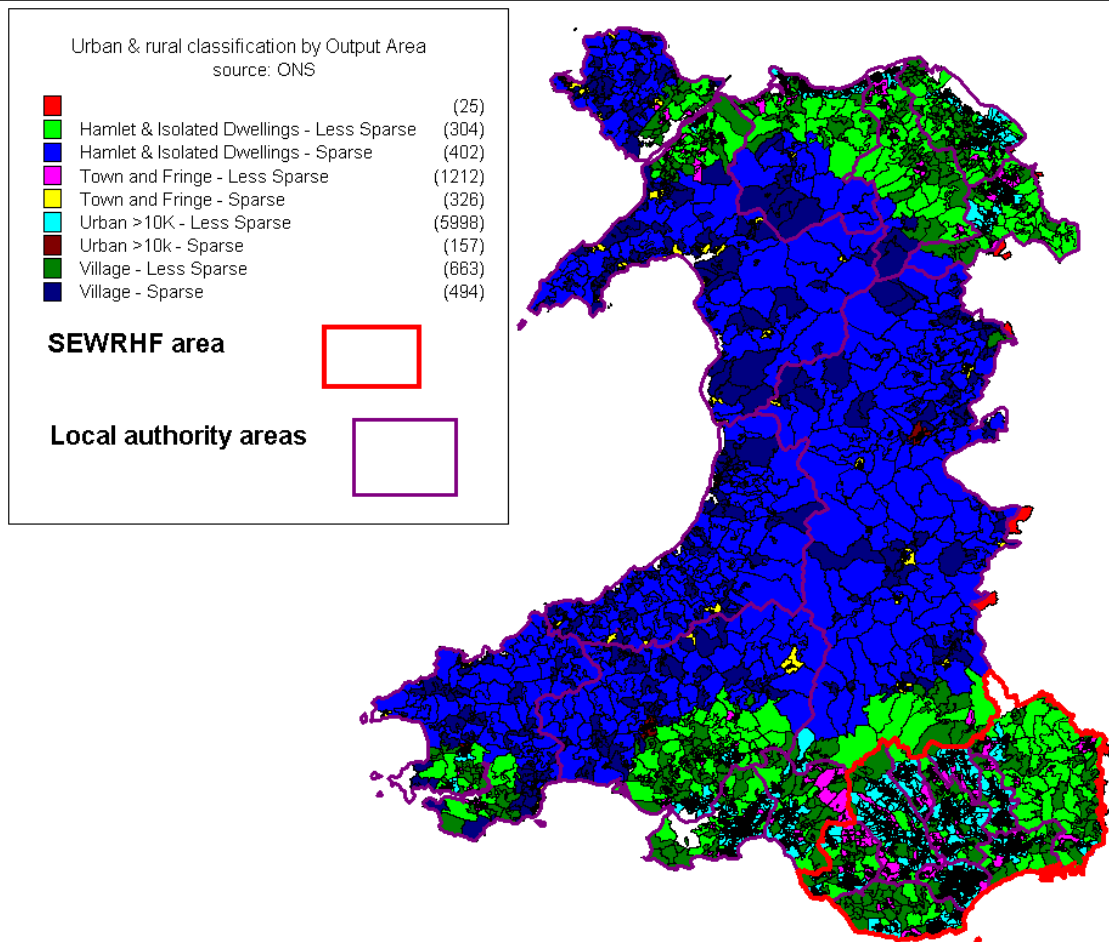 Urban & rural classification by Output Area
source: ONS
(25)
Hamlet & Isolated Dwellings - Less Sparse (304)
Hamlet & Isolated Dwellings - Sparse (402)
Town and Fringe - Less Sparse (1212)
Town and Fringe - Sparse (326)
Urban >10K - Less Sparse (5998)
Urban >10k - Sparse (157)
Village - Less Sparse (663)
Village - Sparse (494)
SEWRHF area
Local authority areas